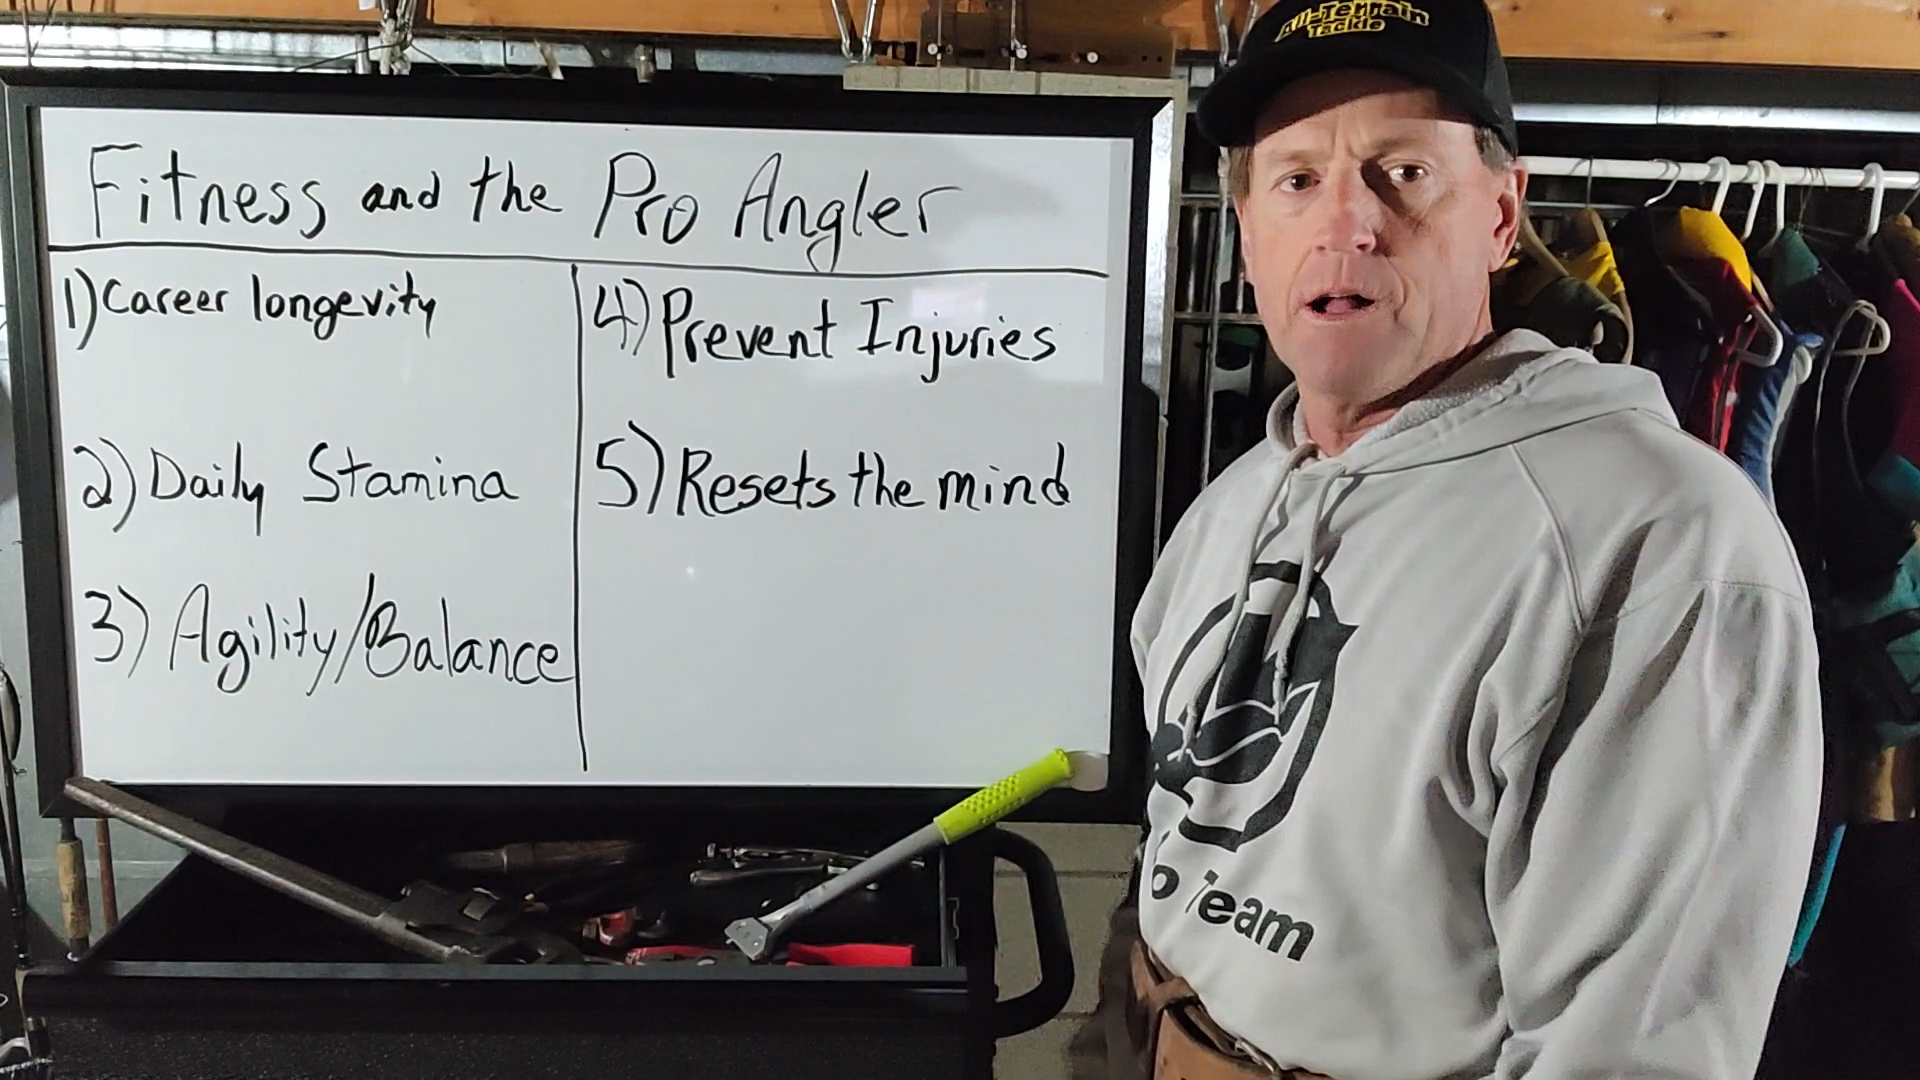 Fitness and the Pro Angler
1) Career longevity
2) Daily Stamina
3) Agility/Balance
4) Prevent Injuries
5) Resets the mind
All-Terrain
Tackle
Team